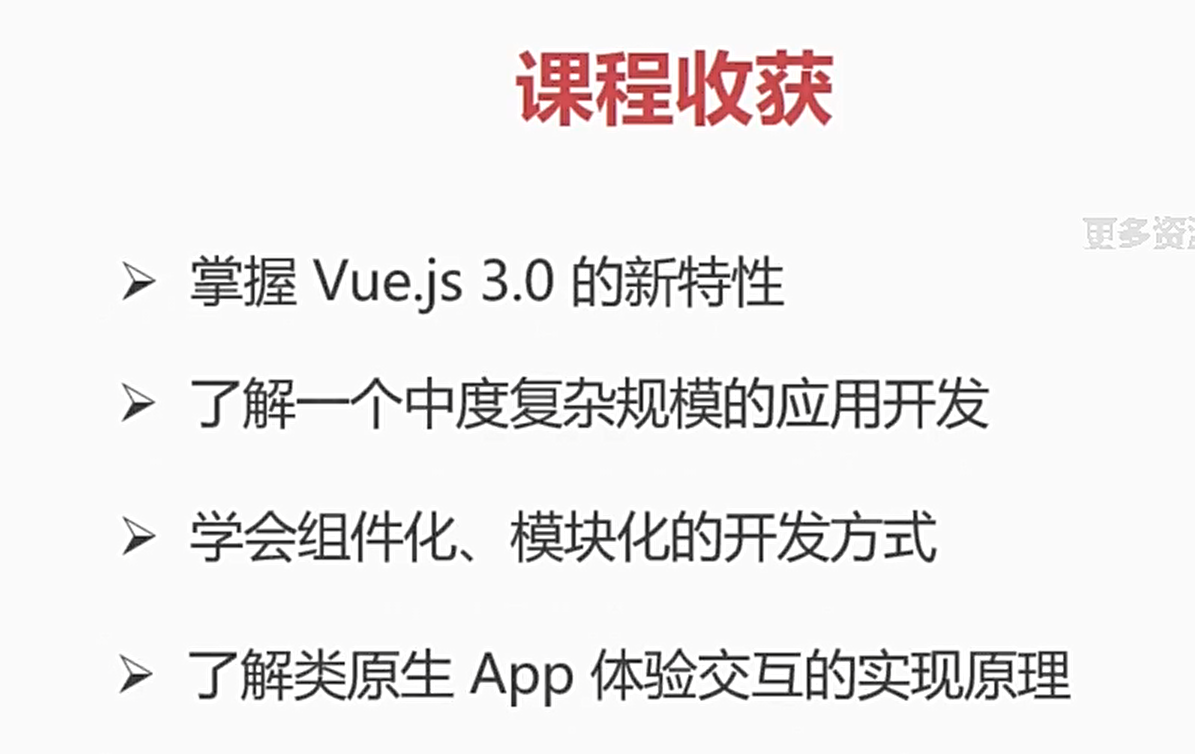 课程收获
更多资
掌握 Vue.js 3.0 的新特性
了解一个中度复杂规模的应用开发
学会组件化、模块化的开发方式
了解类原生 App 体验交互的实现原理